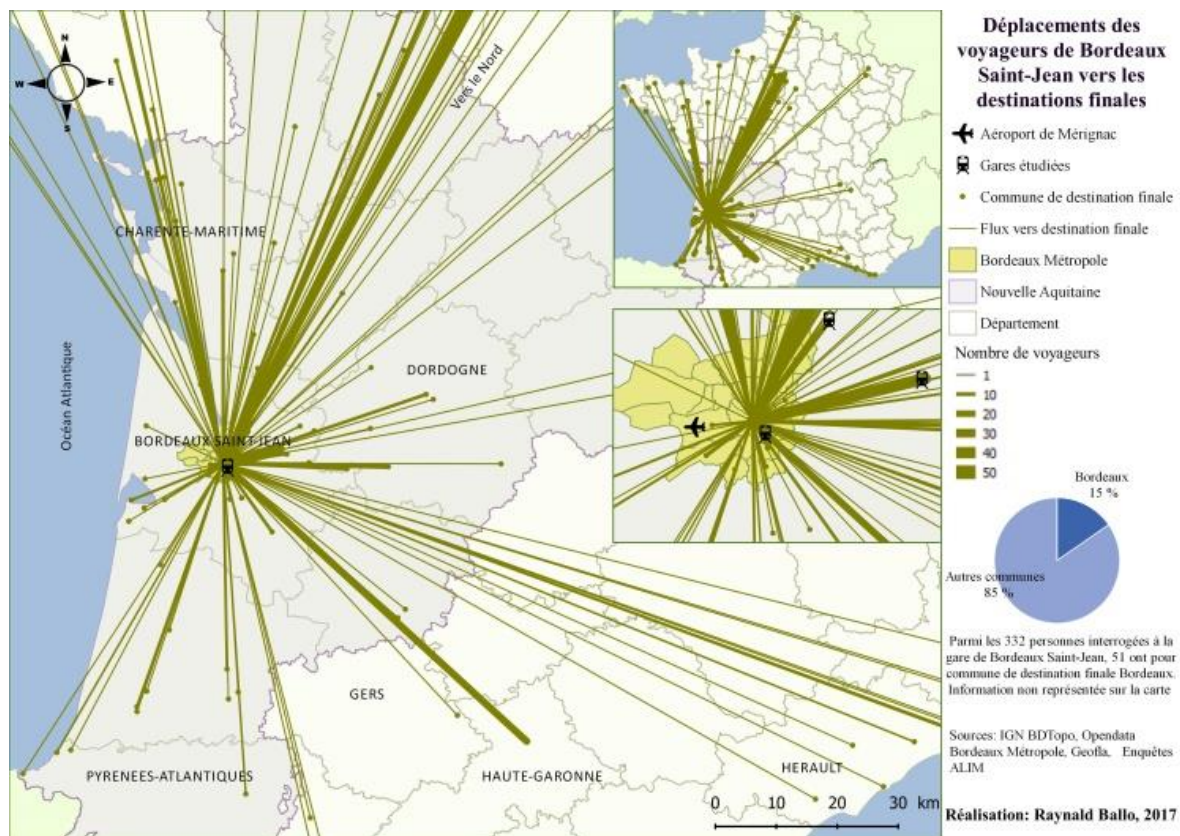 N
W
E
S
Vers le Nord
CHARENTE-MARITIME
Océan Atlantique
DORDOGNE
BORDEAUX SAINT-JEAN
GERS
PYRENEES-ATLANTIQUES
HAUTE-GARONNE
HERAULT
0 10 20 30 km
Déplacements des
voyageurs de Bordeaux
Saint-Jean vers les
destinations finales
Aéroport de Mérignac
Gares étudiées
Commune de destination finale
Flux vers destination finale
Bordeaux Métropole
Nouvelle Aquitaine
Département
Nombre de voyageurs
1
10
20
30
40
50
Bordeaux
15 %
Autres communes
85 %
Parmi les 332 personnes interrogées à la
gare de Bordeaux Saint-Jean, 51 ont pour
commune de destination finale Bordeaux.
Information non représentée sur la carte
Sources: IGN BDTopo, Opendata
Bordeaux Métropole, Geofla, Enquêtes
ALIM
Réalisation: Raynald Ballo, 2017